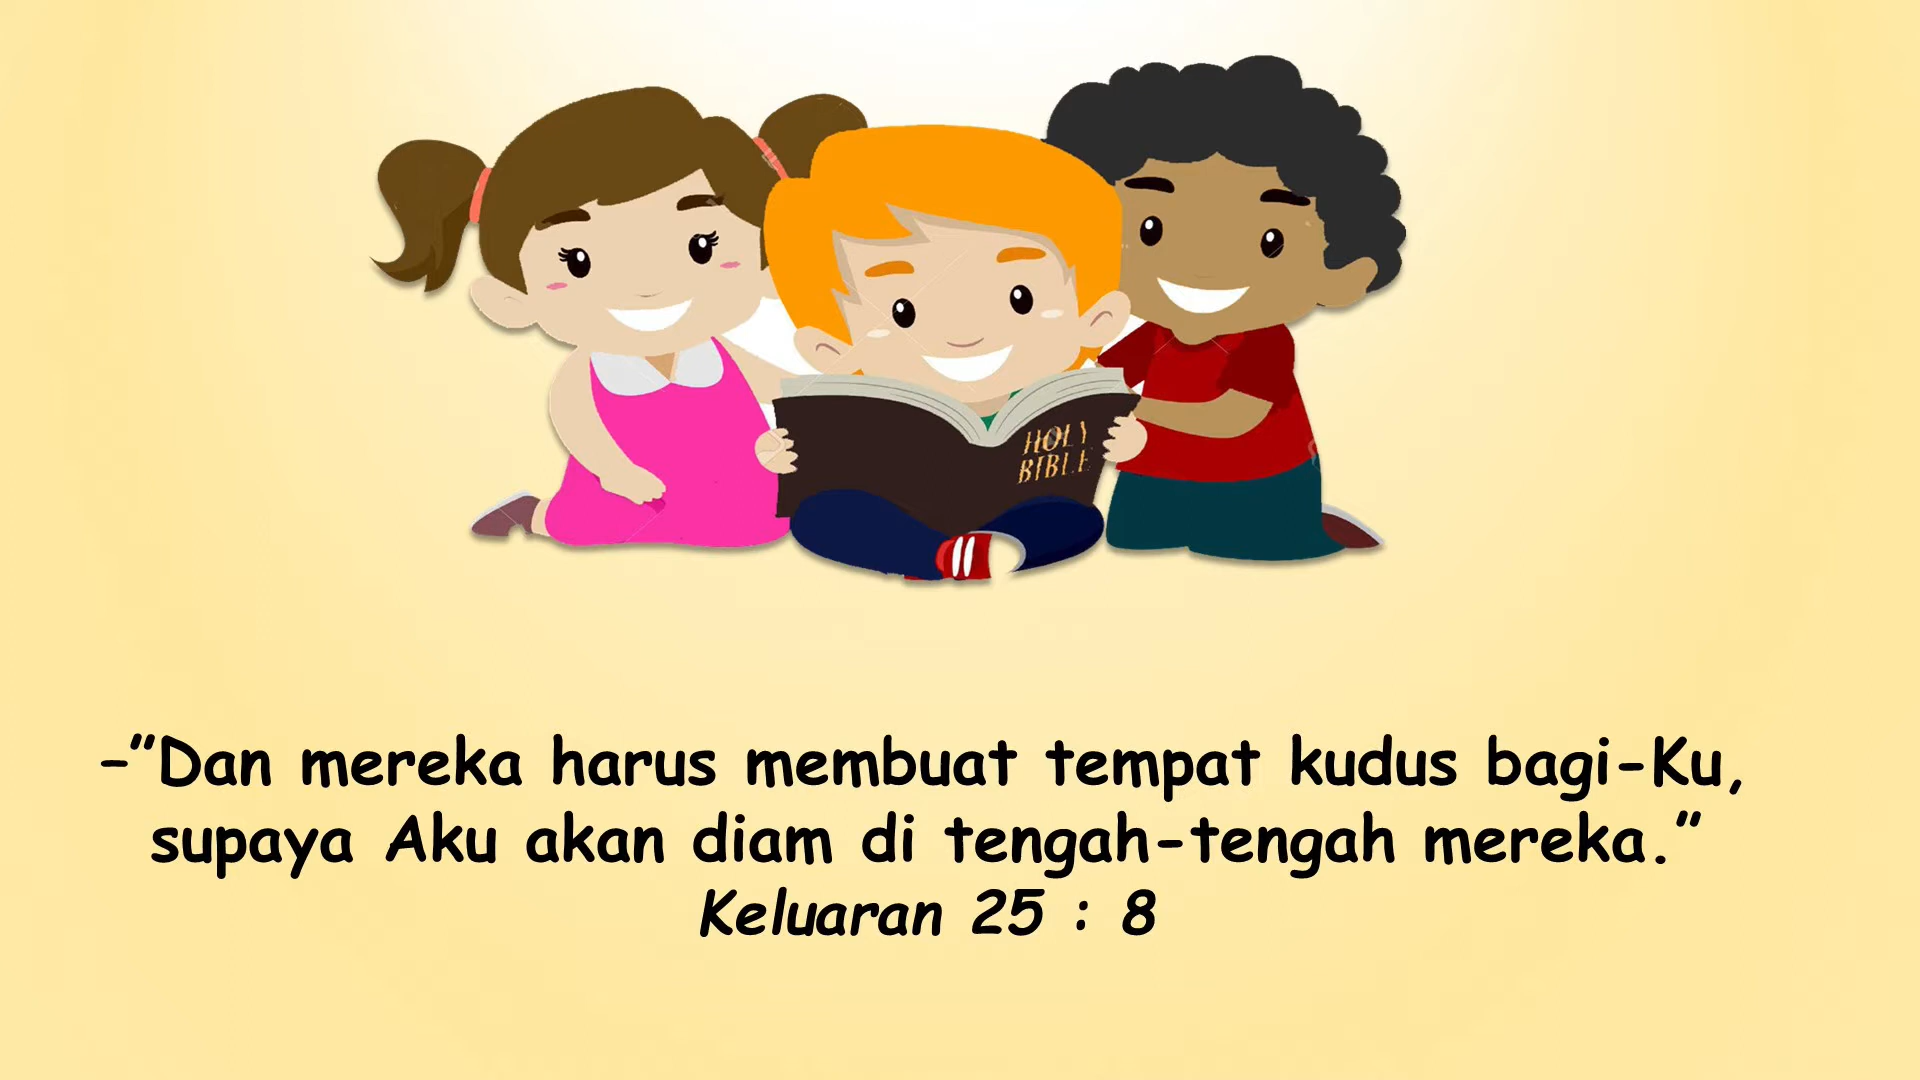 HOLY
BIBLE
–”Dan mereka harus membuat tempat kudus bagi-Ku,
supaya Aku akan diam di tengah-tengah mereka.”
Keluaran 25 : 8